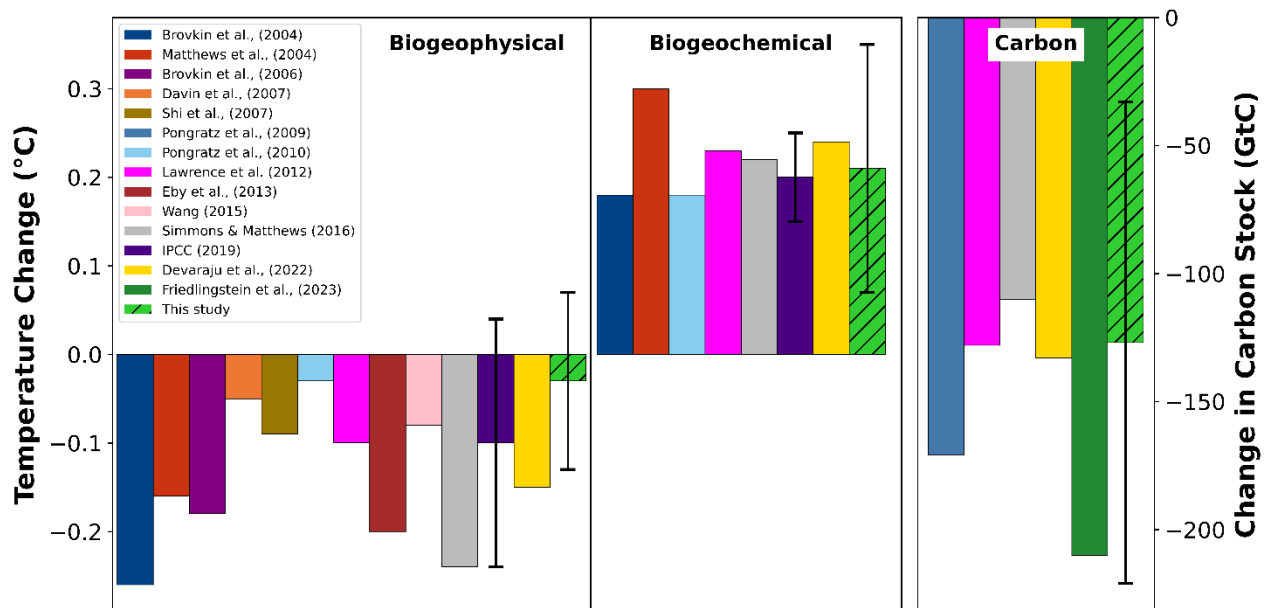 Temperature Change (°C)
0.3
0.2
0.1
0.0
−0.1
−0.2
Brovkin et al., (2004)
Matthews et al., (2004)
Brovkin et al., (2006)
Davin et al., (2007)
Shi et al., (2007)
Pongratz et al., (2009)
Pongratz et al., (2010)
Lawrence et al., (2012)
Eby et al., (2013)
Wang (2015)
Simmons & Matthews (2016)
IPCC (2019)
Devaraju et al., (2022)
Friedlingstein et al., (2023)
This study
Biogeophysical
Biogeochemical
Carbon
0
−50
−100
−150
−200
Change in Carbon Stock (GtC)